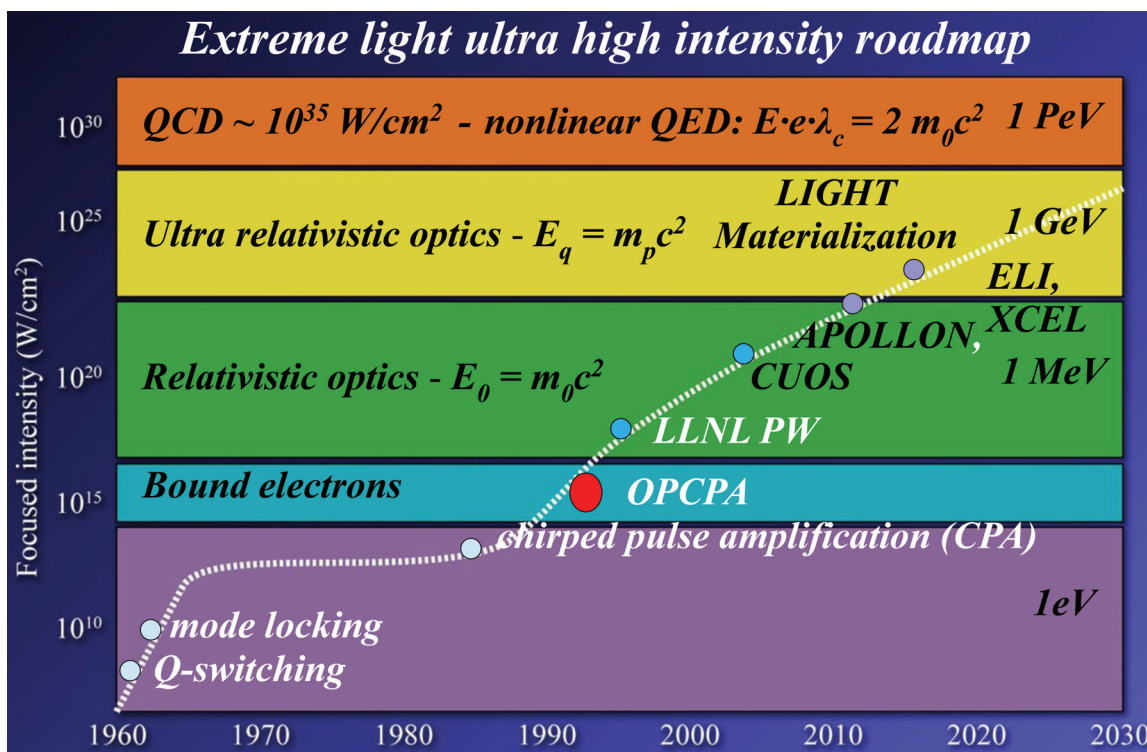 Extreme light ultra high intensity roadmap
Focused intensity (W/cm²)
10³⁰
QCD ~ 10³⁵ W/cm² - nonlinear QED: E·e·λ_c = 2 m₀c²
1 PeV
10²⁵
LIGHT
Materialization
Ultra relativistic optics - E_q = m_pc²
1 GeV
ELI,
XCEL
APOLLON,
10²⁰
Relativistic optics - E₀ = m₀c²
CUOS
1 MeV
LLNL PW
10¹⁵
Bound electrons
OPCPA
chirped pulse amplification (CPA)
1eV
10¹⁰
mode locking
Q-switching
1960 1970 1980 1990 2000 2010 2020 2030